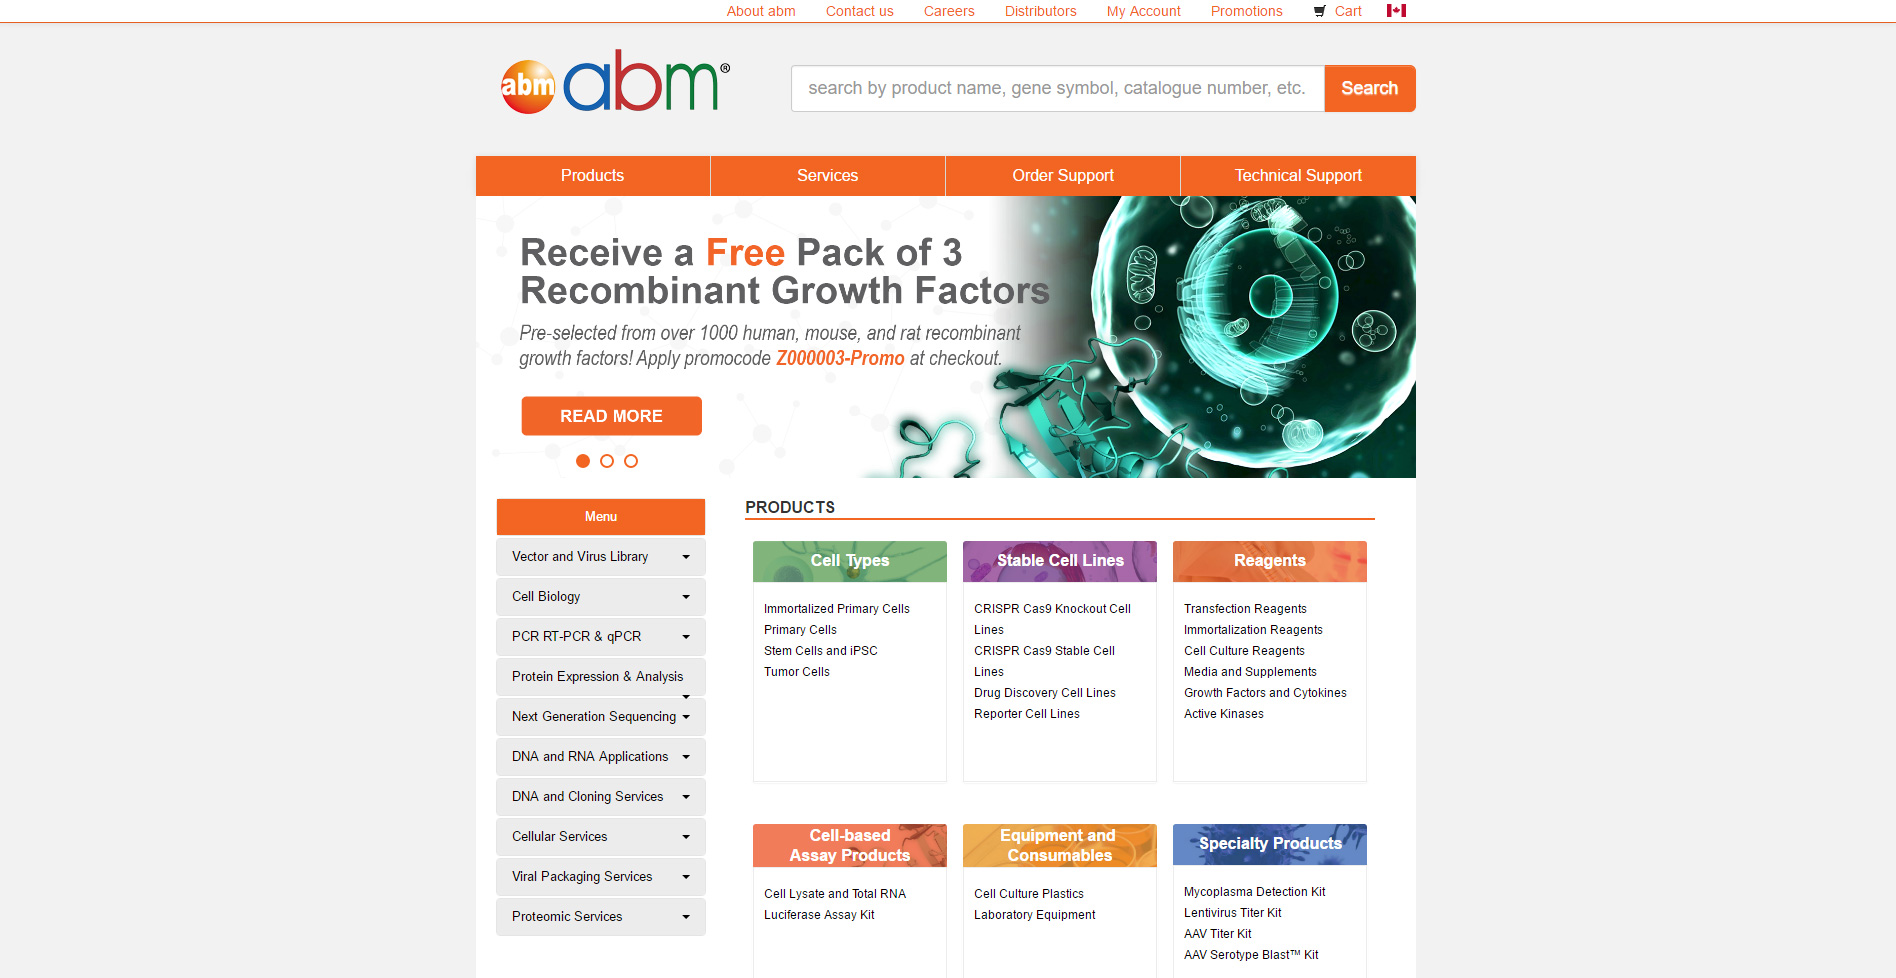 About abm
Contact us
Careers
Distributors
My Account
Promotions
Cart
abm
abm®
search by product name, gene symbol, catalogue number, etc.
Search
Products
Services
Order Support
Technical Support
Receive a Free Pack of 3
Recombinant Growth Factors
Pre-selected from over 1000 human, mouse, and rat recombinant
growth factors! Apply promocode Z000003-Promo at checkout.
READ MORE
Menu
Vector and Virus Library
Cell Biology
PCR RT-PCR & qPCR
Protein Expression & Analysis
Next Generation Sequencing
DNA and RNA Applications
DNA and Cloning Services
Cellular Services
Viral Packaging Services
Proteomic Services
PRODUCTS
Cell Types
Immortalized Primary Cells
Primary Cells
Stem Cells and iPSC
Tumor Cells
Stable Cell Lines
CRISPR Cas9 Knockout Cell
Lines
CRISPR Cas9 Stable Cell
Lines
Drug Discovery Cell Lines
Reporter Cell Lines
Reagents
Transfection Reagents
Immortalization Reagents
Cell Culture Reagents
Media and Supplements
Growth Factors and Cytokines
Active Kinases
Cell-based
Assay Products
Cell Lysate and Total RNA
Luciferase Assay Kit
Equipment and
Consumables
Cell Culture Plastics
Laboratory Equipment
Specialty Products
Mycoplasma Detection Kit
Lentivirus Titer Kit
AAV Titer Kit
AAV Serotype Blast™ Kit